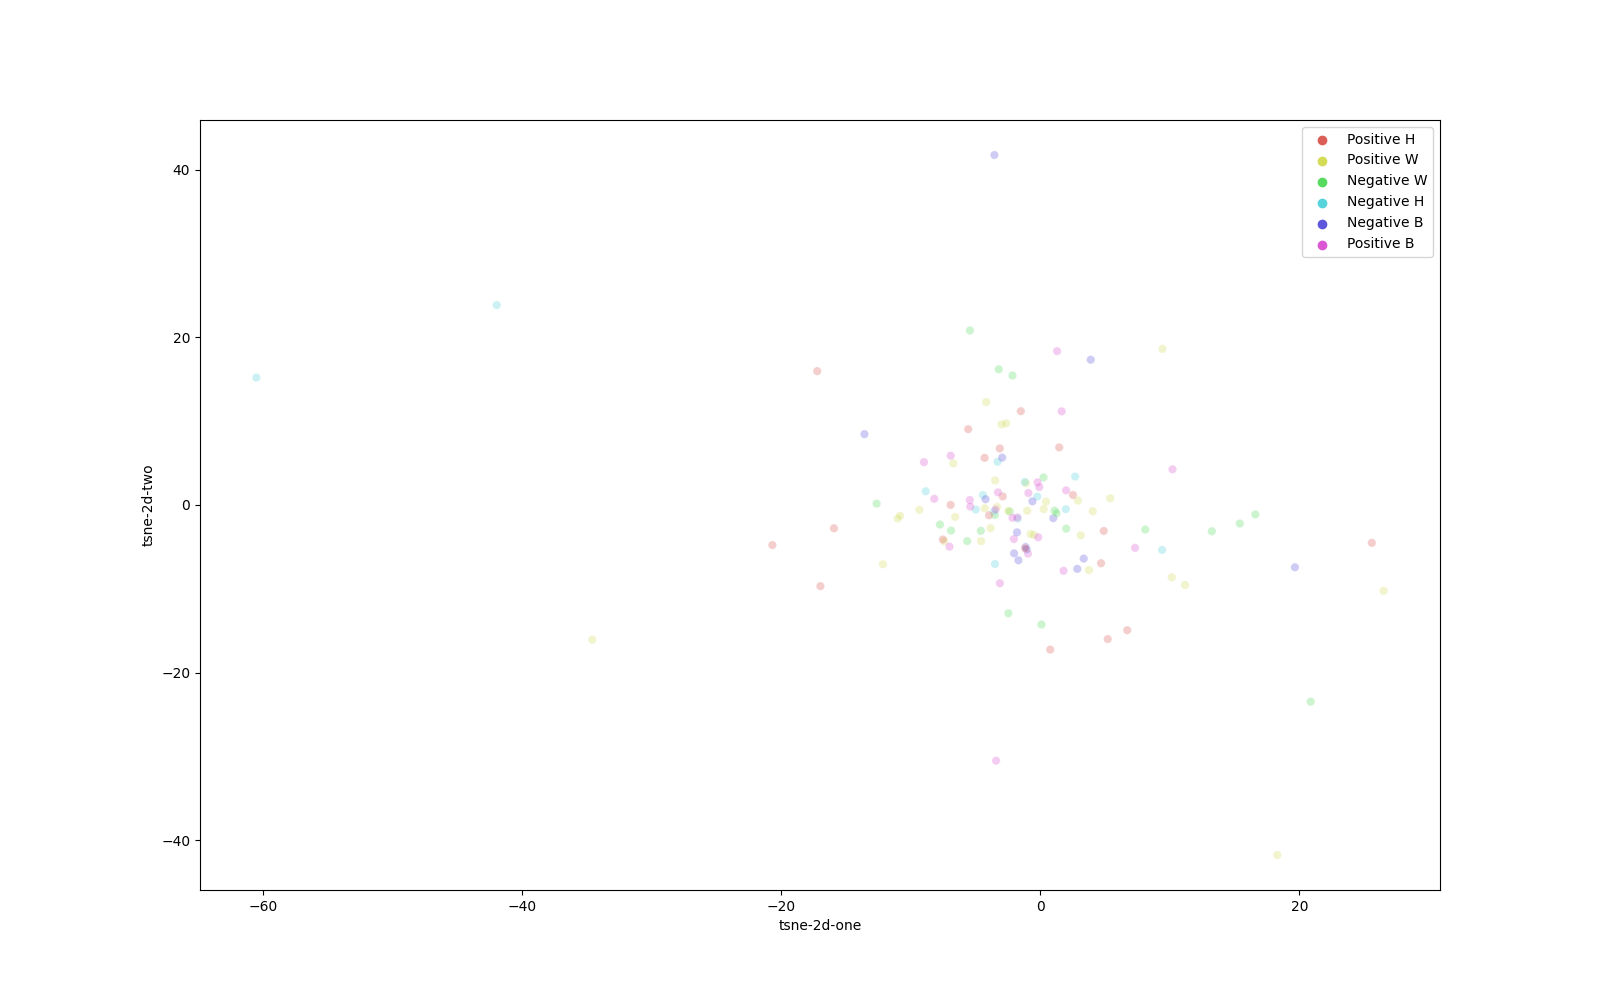 Positive H
Positive W
Negative W
Negative H
Negative B
Positive B
40
20
0
−20
−40
tsne-2d-two
−60
−40
−20
0
20
tsne-2d-one